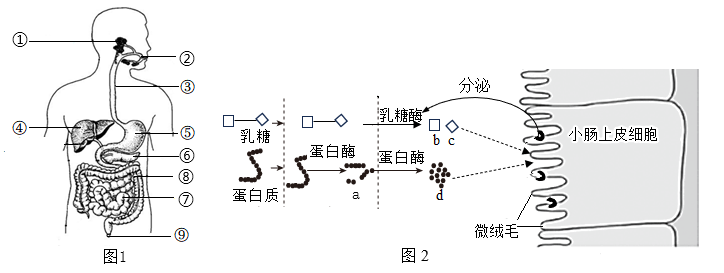 ①
②
③
④
⑤
⑥
⑧
⑦
⑨
图1
分泌
乳糖酶
乳糖
b c
小肠上皮细胞
蛋白酶
蛋白酶
蛋白质
a
d
微绒毛
图 2